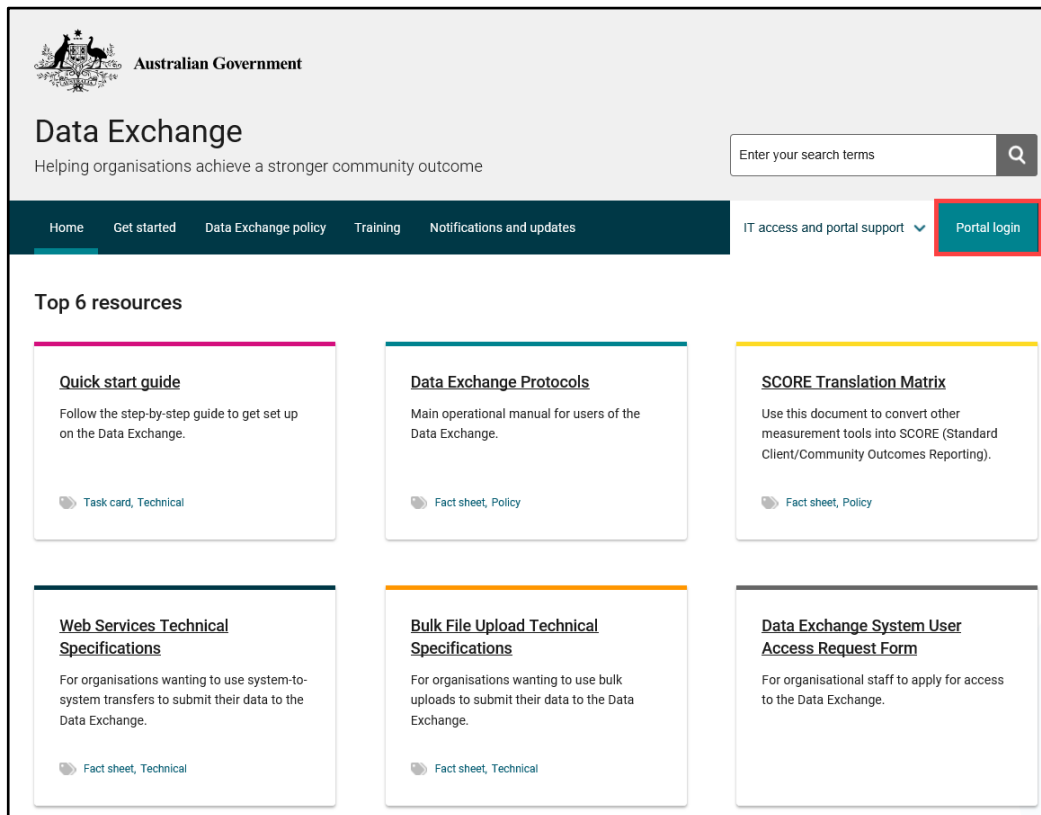 Australian Government
Data Exchange
Helping organisations achieve a stronger community outcome
Enter your search terms
Home Get started Data Exchange policy Training Notifications and updates IT access and portal support Portal login
Top 6 resources
Quick start guide
Follow the step-by-step guide to get set up
on the Data Exchange.
Task card, Technical
Data Exchange Protocols
Main operational manual for users of the
Data Exchange.
Fact sheet, Policy
SCORE Translation Matrix
Use this document to convert other
measurement tools into SCORE (Standard
Client/Community Outcomes Reporting).
Fact sheet, Policy
Web Services Technical
Specifications
For organisations wanting to use system-to-
system transfers to submit their data to the
Data Exchange.
Fact sheet, Technical
Bulk File Upload Technical
Specifications
For organisations wanting to use bulk
uploads to submit their data to the Data
Exchange.
Fact sheet, Technical
Data Exchange System User
Access Request Form
For organisational staff to apply for access
to the Data Exchange.